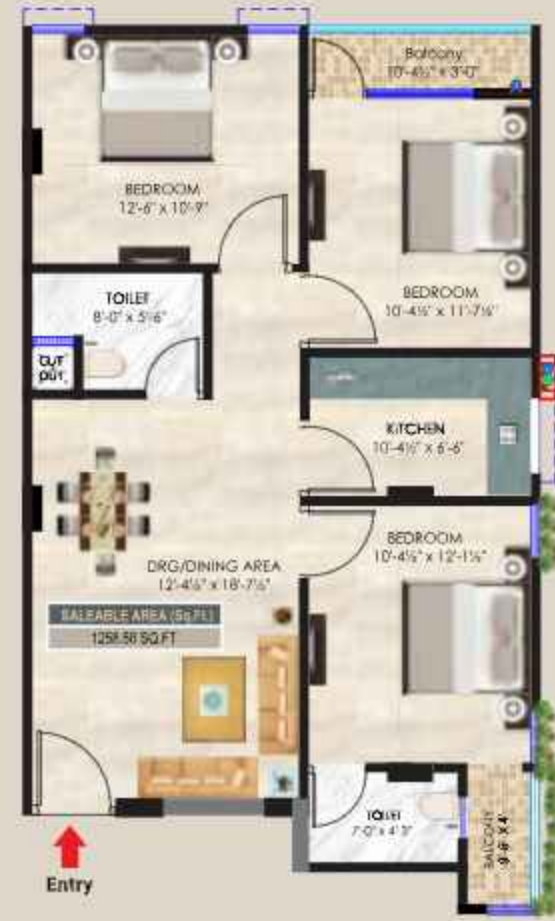 Balcony
10'-4½" x 3'-0"
BEDROOM
12'-6" x 10'-9"
BEDROOM
10'-4½" x 11'-7½"
TOILET
8'-0" x 5'-6"
CUT
OUT
KITCHEN
10'-4½" x 6'-6"
BEDROOM
10'-4½" x 12'-1½"
DRG/DINING AREA
12'-4½" x 18'-7½"
SALEABLE AREA (Sq.Ft.)
1258.58 SQ.FT
TOILET
7'-0" x 4'-3"
BALCONY
Entry